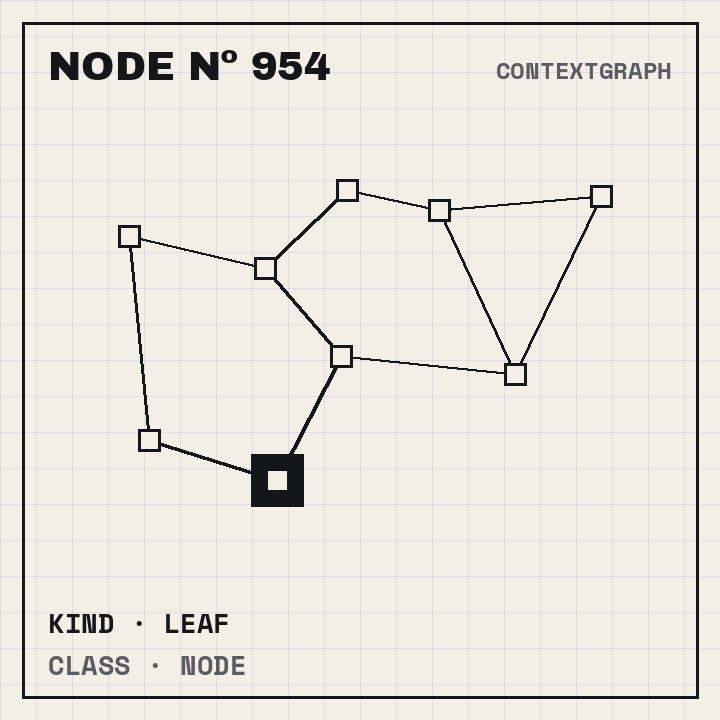 NODE Nº 954
CONTEXTGRAPH
KIND · LEAF
CLASS · NODE